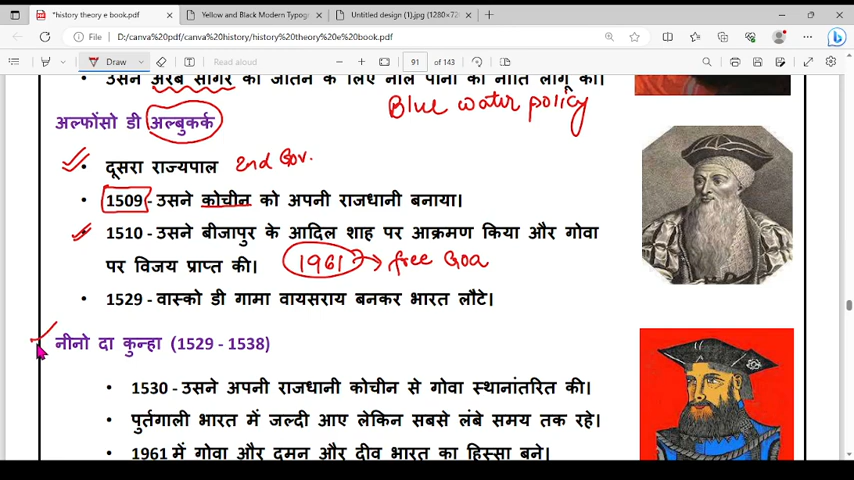 *history theory e book.pdf
Yellow and Black Modern Typogr
Untitled design (1).jpg (1280×72
D:/canva%20pdf/canva%20history/history%20theory%20e%20book.pdf
Draw
Read aloud
91 of 143
उसने अरब सागर को जीतने के लिए नीले पानी की नीति लागू की।
Blue water policy
अल्फोंसो डी अल्बुकर्क
दूसरा राज्यपाल 2nd Gov.
1509 - उसने कोचीन को अपनी राजधानी बनाया।
1510 - उसने बीजापुर के आदिल शाह पर आक्रमण किया और गोवा
पर विजय प्राप्त की। 1961 → free Goa
1529 - वास्को डी गामा वायसराय बनकर भारत लौटे।
नीनो दा कुन्हा (1529 - 1538)
1530 - उसने अपनी राजधानी कोचीन से गोवा स्थानांतरित की।
पुर्तगाली भारत में जल्दी आए लेकिन सबसे लंबे समय तक रहे।
1961 में गोवा और दमन और दीव भारत का हिस्सा बने।